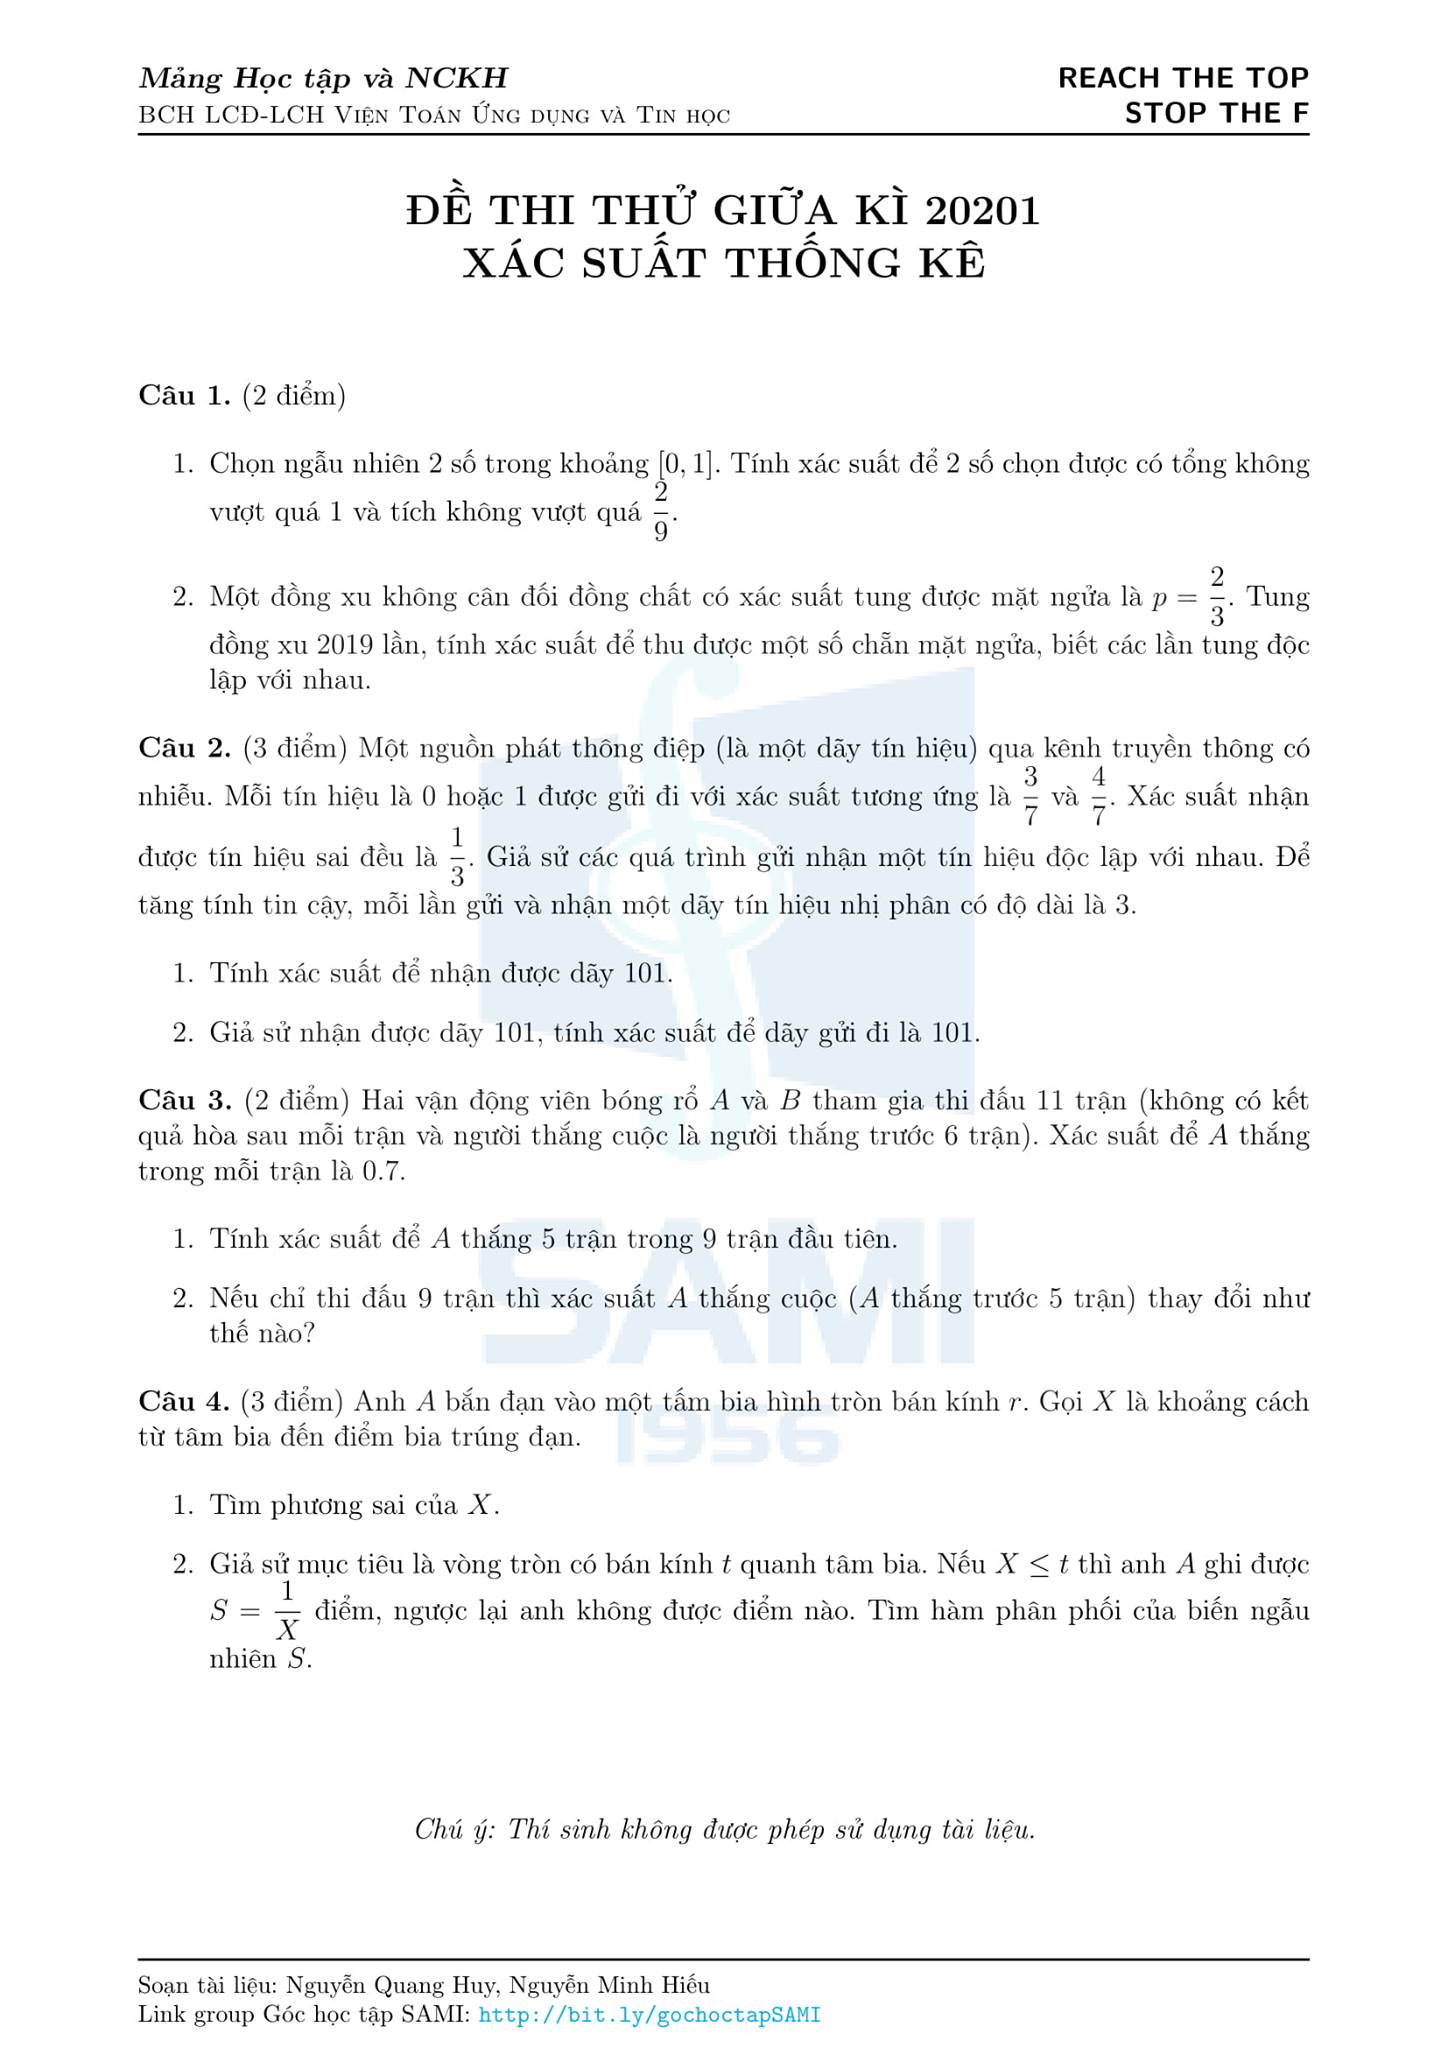 Mảng Học tập và NCKH
REACH THE TOP
BCH LCĐ-LCH Viện Toán Ứng dụng và Tin học
STOP THE F
ĐỀ THI THỬ GIỮA KÌ 20201
XÁC SUẤT THỐNG KÊ
Câu 1. (2 điểm)
1. Chọn ngẫu nhiên 2 số trong khoảng [0, 1]. Tính xác suất để 2 số chọn được có tổng không
vượt quá 1 và tích không vượt quá 2/9.
2. Một đồng xu không cân đối đồng chất có xác suất tung được mặt ngửa là p = 2/3. Tung
đồng xu 2019 lần, tính xác suất để thu được một số chẵn mặt ngửa, biết các lần tung độc
lập với nhau.
Câu 2. (3 điểm) Một nguồn phát thông điệp (là một dãy tín hiệu) qua kênh truyền thông có
nhiễu. Mỗi tín hiệu là 0 hoặc 1 được gửi đi với xác suất tương ứng là 3/7 và 4/7. Xác suất nhận
được tín hiệu sai đều là 1/3. Giả sử các quá trình gửi nhận một tín hiệu độc lập với nhau. Để
tăng tính tin cậy, mỗi lần gửi và nhận một dãy tín hiệu nhị phân có độ dài là 3.
1. Tính xác suất để nhận được dãy 101.
2. Giả sử nhận được dãy 101, tính xác suất để dãy gửi đi là 101.
Câu 3. (2 điểm) Hai vận động viên bóng rổ A và B tham gia thi đấu 11 trận (không có kết
quả hòa sau mỗi trận và người thắng cuộc là người thắng trước 6 trận). Xác suất để A thắng
trong mỗi trận là 0.7.
1. Tính xác suất để A thắng 5 trận trong 9 trận đầu tiên.
2. Nếu chỉ thi đấu 9 trận thì xác suất A thắng cuộc (A thắng trước 5 trận) thay đổi như
thế nào?
SAMI
Câu 4. (3 điểm) Anh A bắn đạn vào một tấm bia hình tròn bán kính r. Gọi X là khoảng cách
từ tâm bia đến điểm bia trúng đạn.
1956
1. Tìm phương sai của X.
2. Giả sử mục tiêu là vòng tròn có bán kính t quanh tâm bia. Nếu X ≤ t thì anh A ghi được
S = 1/X điểm, ngược lại anh không được điểm nào. Tìm hàm phân phối của biến ngẫu
nhiên S.
Chú ý: Thí sinh không được phép sử dụng tài liệu.
Soạn tài liệu: Nguyễn Quang Huy, Nguyễn Minh Hiếu
Link group Góc học tập SAMI: http://bit.ly/gochoctapSAMI